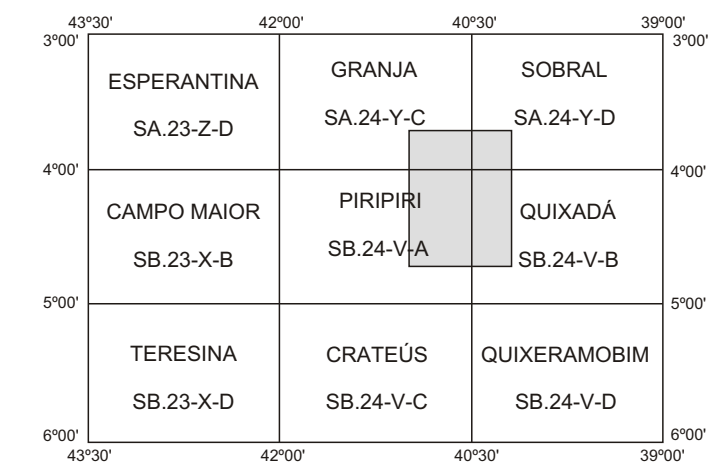 43º30' 42º00' 40º30' 39º00'
3º00' 3º00'
ESPERANTINA GRANJA SOBRAL
SA.23-Z-D SA.24-Y-C SA.24-Y-D
4º00' 4º00'
CAMPO MAIOR PIRIPIRI QUIXADÁ
SB.23-X-B SB.24-V-A SB.24-V-B
5º00' 5º00'
TERESINA CRATEÚS QUIXERAMOBIM
SB.23-X-D SB.24-V-C SB.24-V-D
6º00' 6º00'
43º30' 42º00' 40º30' 39º00'